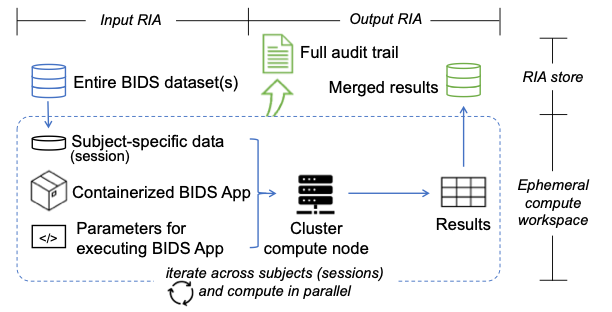 Input RIA
Output RIA
Full audit trail
Entire BIDS dataset(s)
Merged results
RIA store
Subject-specific data
(session)
Containerized BIDS App
Parameters for
executing BIDS App
</>
Cluster
compute node
Results
Ephemeral
compute
workspace
iterate across subjects (sessions)
and compute in parallel